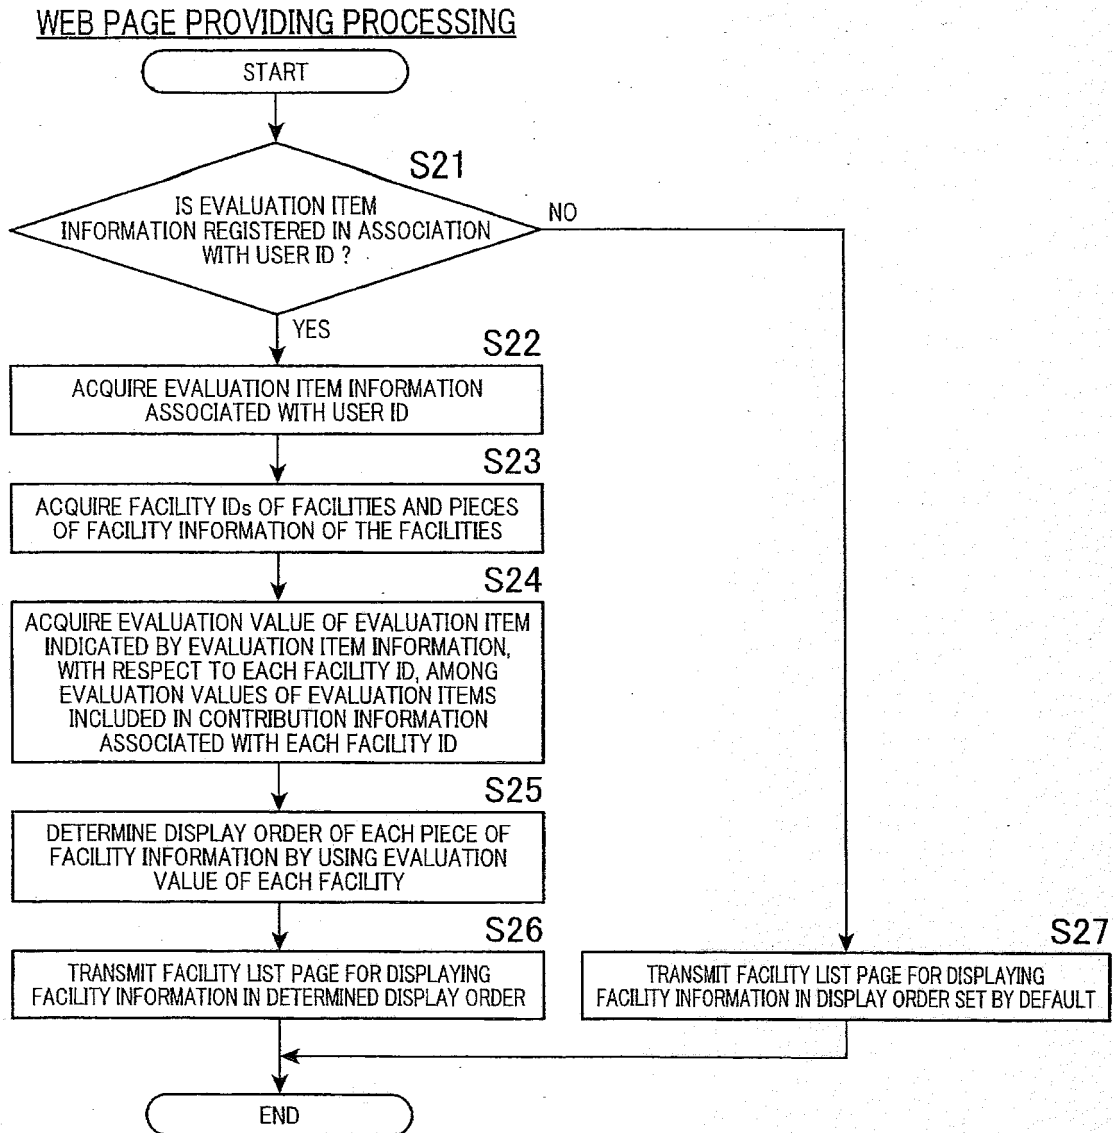 WEB PAGE PROVIDING PROCESSING
START
S21
IS EVALUATION ITEM
INFORMATION REGISTERED IN ASSOCIATION
WITH USER ID ?
NO
YES
S22
ACQUIRE EVALUATION ITEM INFORMATION
ASSOCIATED WITH USER ID
S23
ACQUIRE FACILITY IDs OF FACILITIES AND PIECES
OF FACILITY INFORMATION OF THE FACILITIES
S24
ACQUIRE EVALUATION VALUE OF EVALUATION ITEM
INDICATED BY EVALUATION ITEM INFORMATION,
WITH RESPECT TO EACH FACILITY ID, AMONG
EVALUATION VALUES OF EVALUATION ITEMS
INCLUDED IN CONTRIBUTION INFORMATION
ASSOCIATED WITH EACH FACILITY ID
S25
DETERMINE DISPLAY ORDER OF EACH PIECE OF
FACILITY INFORMATION BY USING EVALUATION
VALUE OF EACH FACILITY
S26
TRANSMIT FACILITY LIST PAGE FOR DISPLAYING
FACILITY INFORMATION IN DETERMINED DISPLAY ORDER
S27
TRANSMIT FACILITY LIST PAGE FOR DISPLAYING
FACILITY INFORMATION IN DISPLAY ORDER SET BY DEFAULT
END